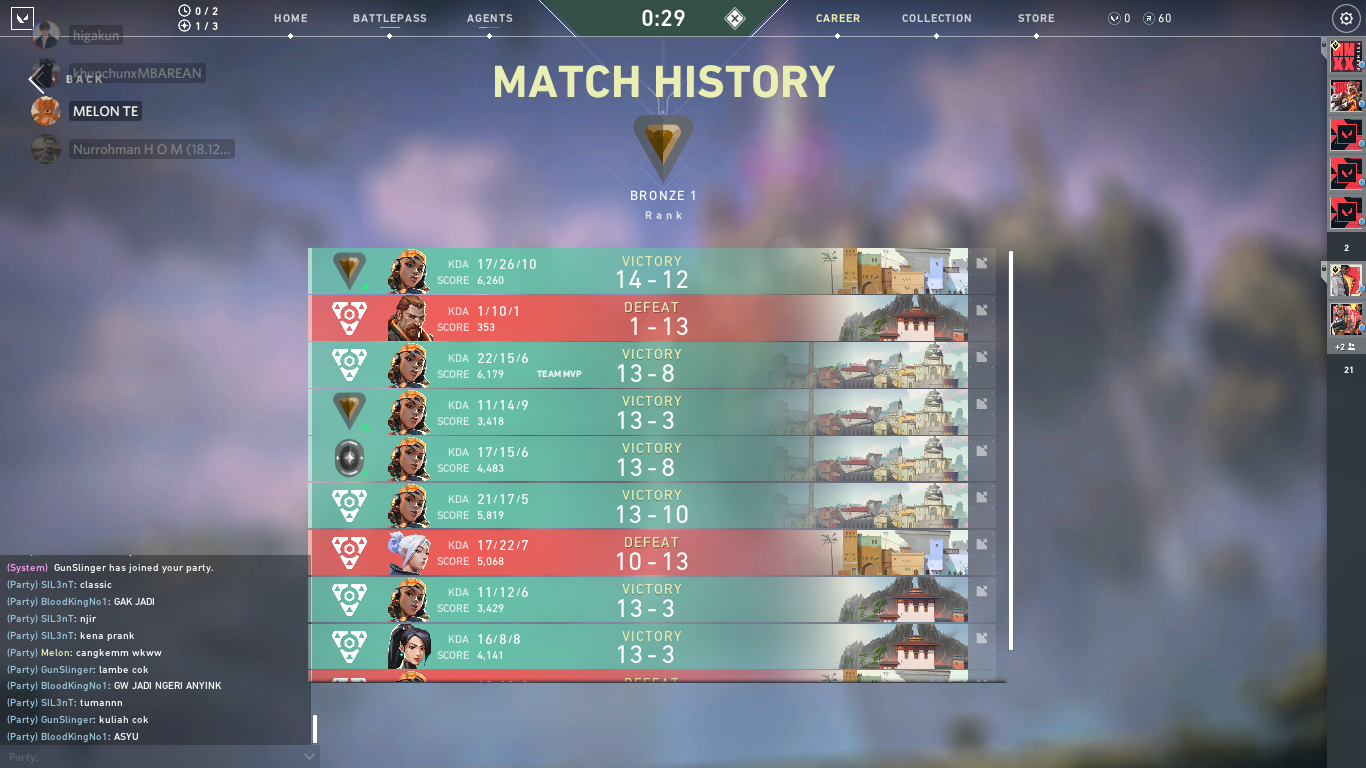 0 / 2
1 / 3
HOME
BATTLEPASS
AGENTS
0:29
CAREER
COLLECTION
STORE
0
60
higakun
khunchunxMBAREAN
BACK
MELON TE
Nurrohman H O M (18.12...
MATCH HISTORY
BRONZE 1
Rank
KDA 17/26/10
SCORE 6,260
VICTORY
14 - 12
KDA 1/10/1
SCORE 353
DEFEAT
1 - 13
KDA 22/15/6
SCORE 6,179
TEAM MVP
VICTORY
13 - 8
KDA 11/14/9
SCORE 3,418
VICTORY
13 - 3
KDA 17/15/6
SCORE 4,483
VICTORY
13 - 8
KDA 21/17/5
SCORE 5,819
VICTORY
13 - 10
KDA 17/22/7
SCORE 5,068
DEFEAT
10 - 13
KDA 11/12/6
SCORE 3,429
VICTORY
13 - 3
KDA 16/8/8
SCORE 4,141
VICTORY
13 - 3
DEFEAT
2
+2
21
(System) GunSlinger has joined your party.
(Party) SIL3nT: classic
(Party) BloodKingNo1: GAK JADI
(Party) SIL3nT: njir
(Party) SIL3nT: kena prank
(Party) Melon: cangkemm wkww
(Party) GunSlinger: lambe cok
(Party) BloodKingNo1: GW JADI NGERI ANYINK
(Party) SIL3nT: tumannn
(Party) GunSlinger: kuliah cok
(Party) BloodKingNo1: ASYU
Party: